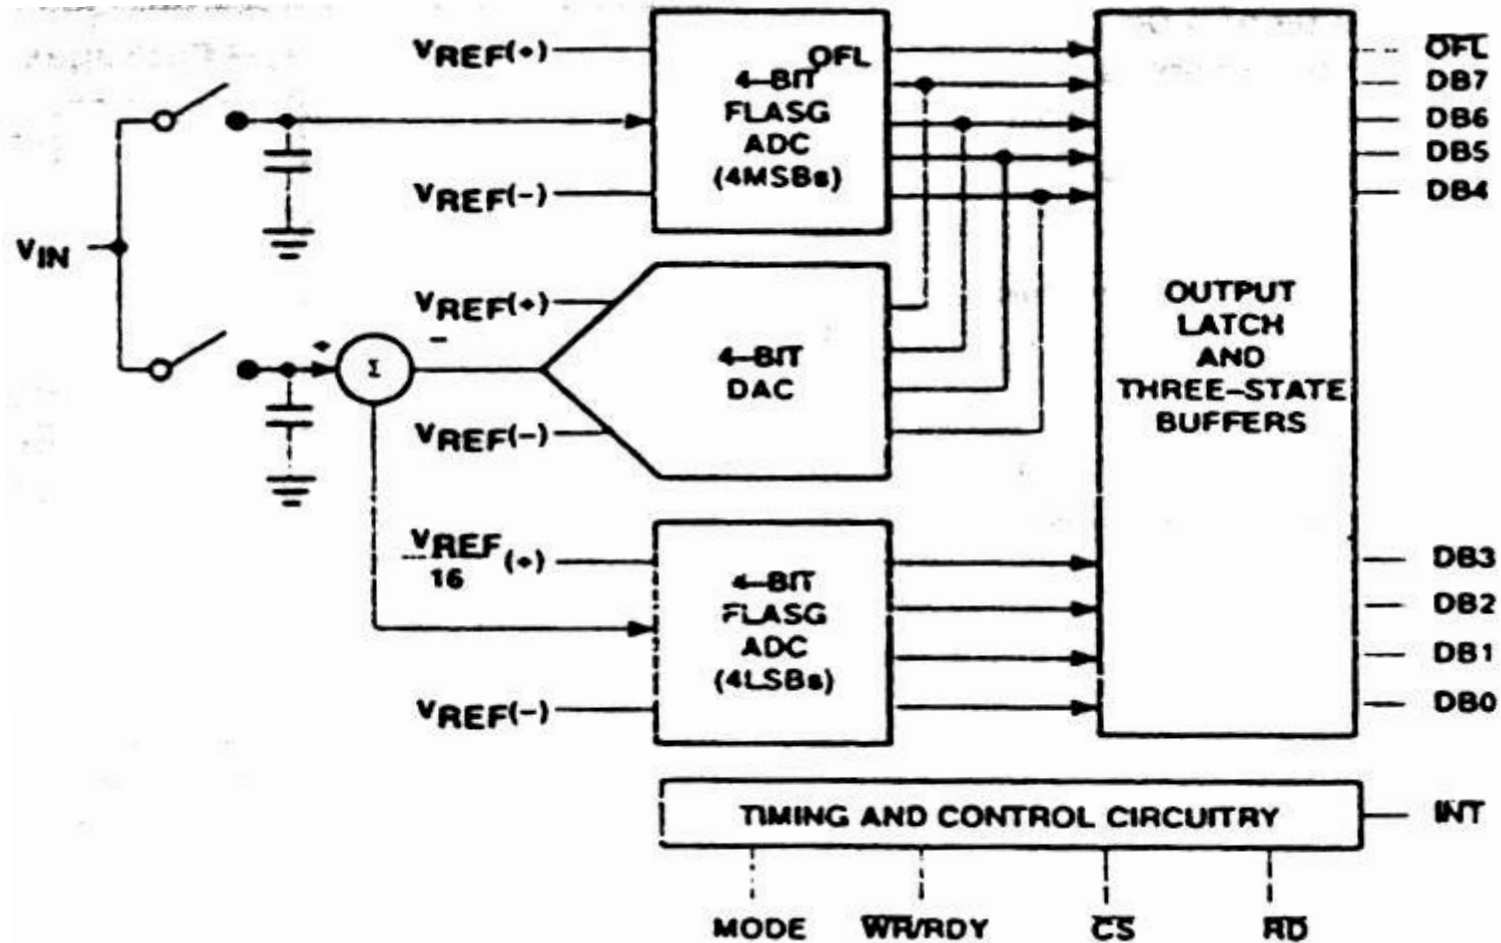 VREF(+)
OFL
4-BIT
FLASG
ADC
(4MSBs)
VREF(-)
VIN
VREF(+)
4-BIT
DAC
VREF(-)
VREF (+)
16
4-BIT
FLASG
ADC
(4LSBs)
VREF(-)
+
-
Σ
OUTPUT
LATCH
AND
THREE-STATE
BUFFERS
OFL
DB7
DB6
DB5
DB4
DB3
DB2
DB1
DB0
TIMING AND CONTROL CIRCUITRY
INT
MODE
WR/RDY
CS
RD